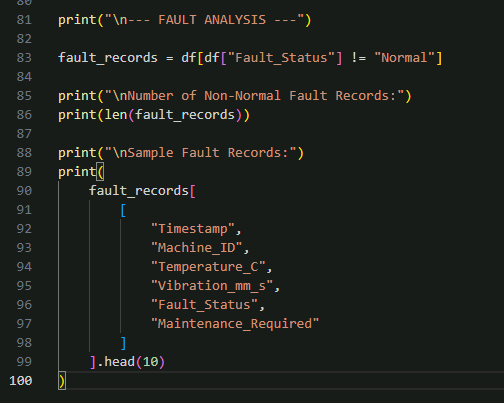 81 print("\n--- FAULT ANALYSIS ---")
82
83 fault_records = df[df["Fault_Status"] != "Normal"]
84
85 print("\nNumber of Non-Normal Fault Records:")
86 print(len(fault_records))
87
88 print("\nSample Fault Records:")
89 print(
90     fault_records[
91         [
92             "Timestamp",
93             "Machine_ID",
94             "Temperature_C",
95             "Vibration_mm_s",
96             "Fault_Status",
97             "Maintenance_Required"
98         ]
99     ].head(10)
100 )